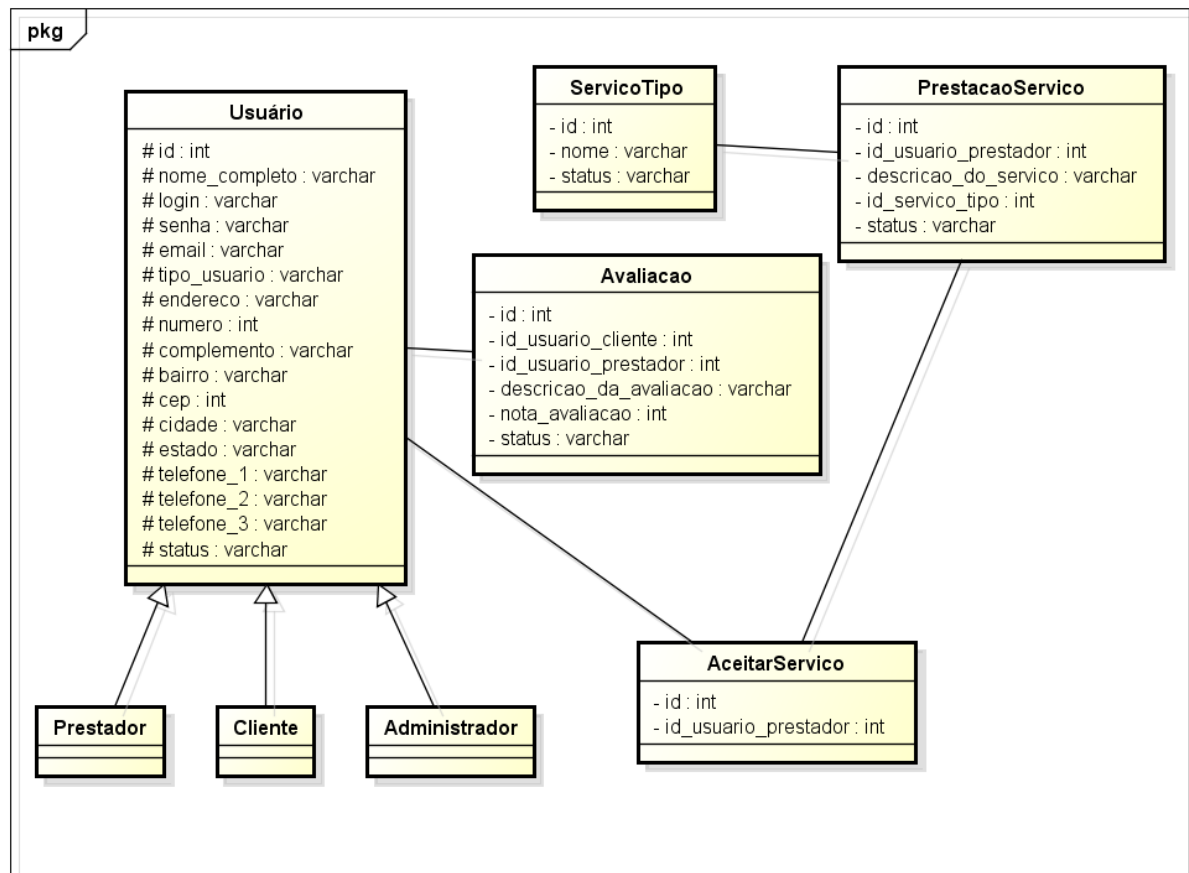 pkg
Usuário
# id : int
# nome_completo : varchar
# login : varchar
# senha : varchar
# email : varchar
# tipo_usuario : varchar
# endereco : varchar
# numero : int
# complemento : varchar
# bairro : varchar
# cep : int
# cidade : varchar
# estado : varchar
# telefone_1 : varchar
# telefone_2 : varchar
# telefone_3 : varchar
# status : varchar
ServicoTipo
- id : int
- nome : varchar
- status : varchar
PrestacaoServico
- id : int
- id_usuario_prestador : int
- descricao_do_servico : varchar
- id_servico_tipo : int
- status : varchar
Avaliacao
- id : int
- id_usuario_cliente : int
- id_usuario_prestador : int
- descricao_da_avaliacao : varchar
- nota_avaliacao : int
- status : varchar
AceitarServico
- id : int
- id_usuario_prestador : int
Prestador
Cliente
Administrador